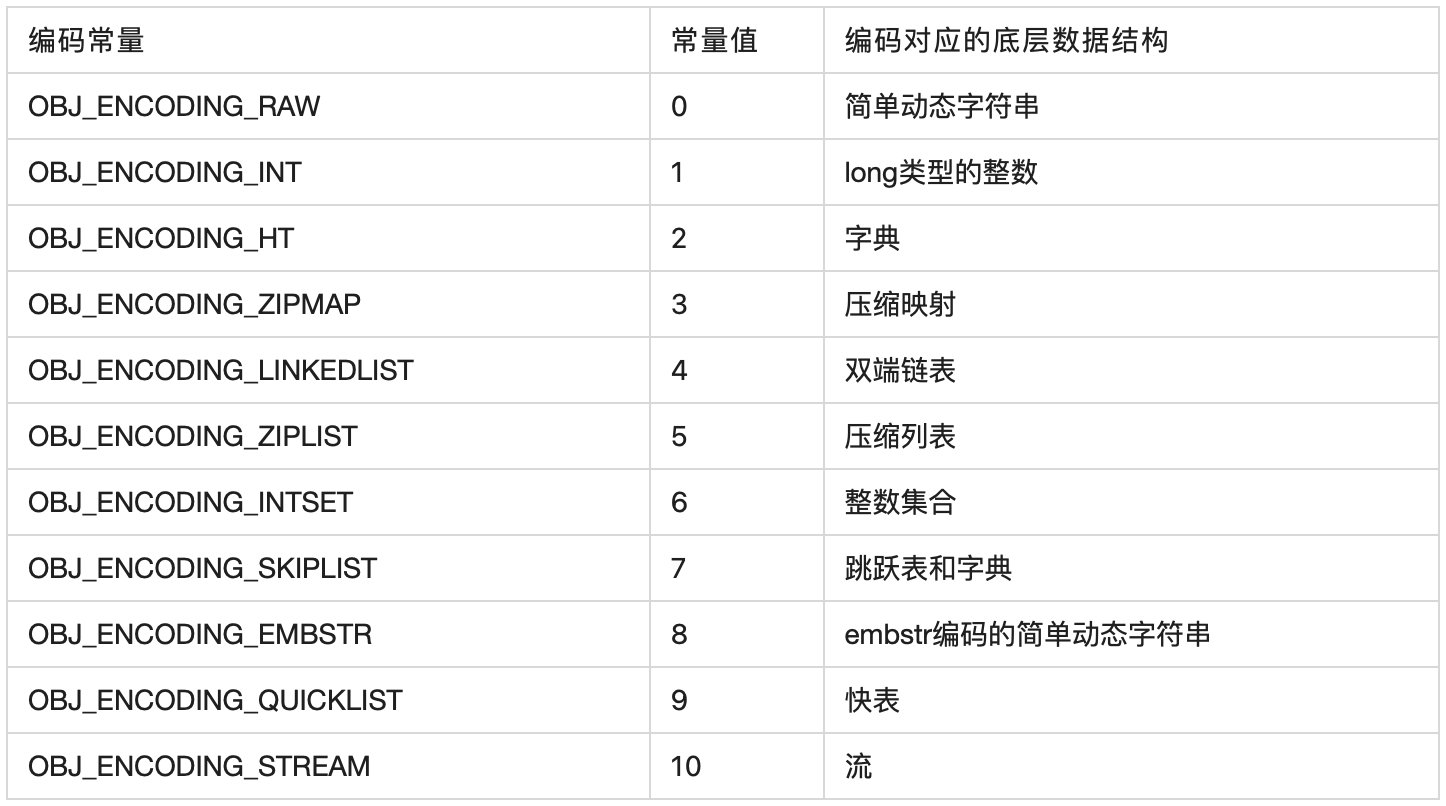 编码常量 常量值 编码对应的底层数据结构
OBJ_ENCODING_RAW 0 简单动态字符串
OBJ_ENCODING_INT 1 long类型的整数
OBJ_ENCODING_HT 2 字典
OBJ_ENCODING_ZIPMAP 3 压缩映射
OBJ_ENCODING_LINKEDLIST 4 双端链表
OBJ_ENCODING_ZIPLIST 5 压缩列表
OBJ_ENCODING_INTSET 6 整数集合
OBJ_ENCODING_SKIPLIST 7 跳跃表和字典
OBJ_ENCODING_EMBSTR 8 embstr编码的简单动态字符串
OBJ_ENCODING_QUICKLIST 9 快表
OBJ_ENCODING_STREAM 10 流